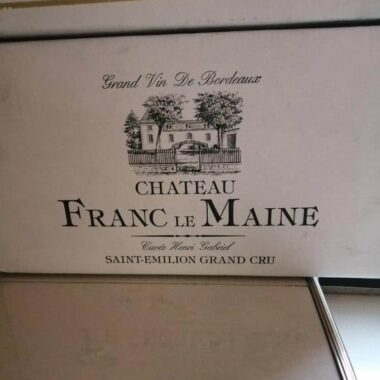 Grand Vin De Bordeaux
CHATEAU
FRANC LE MAINE
Cuvée Henri Gabriel
SAINT-EMILION GRAND CRU